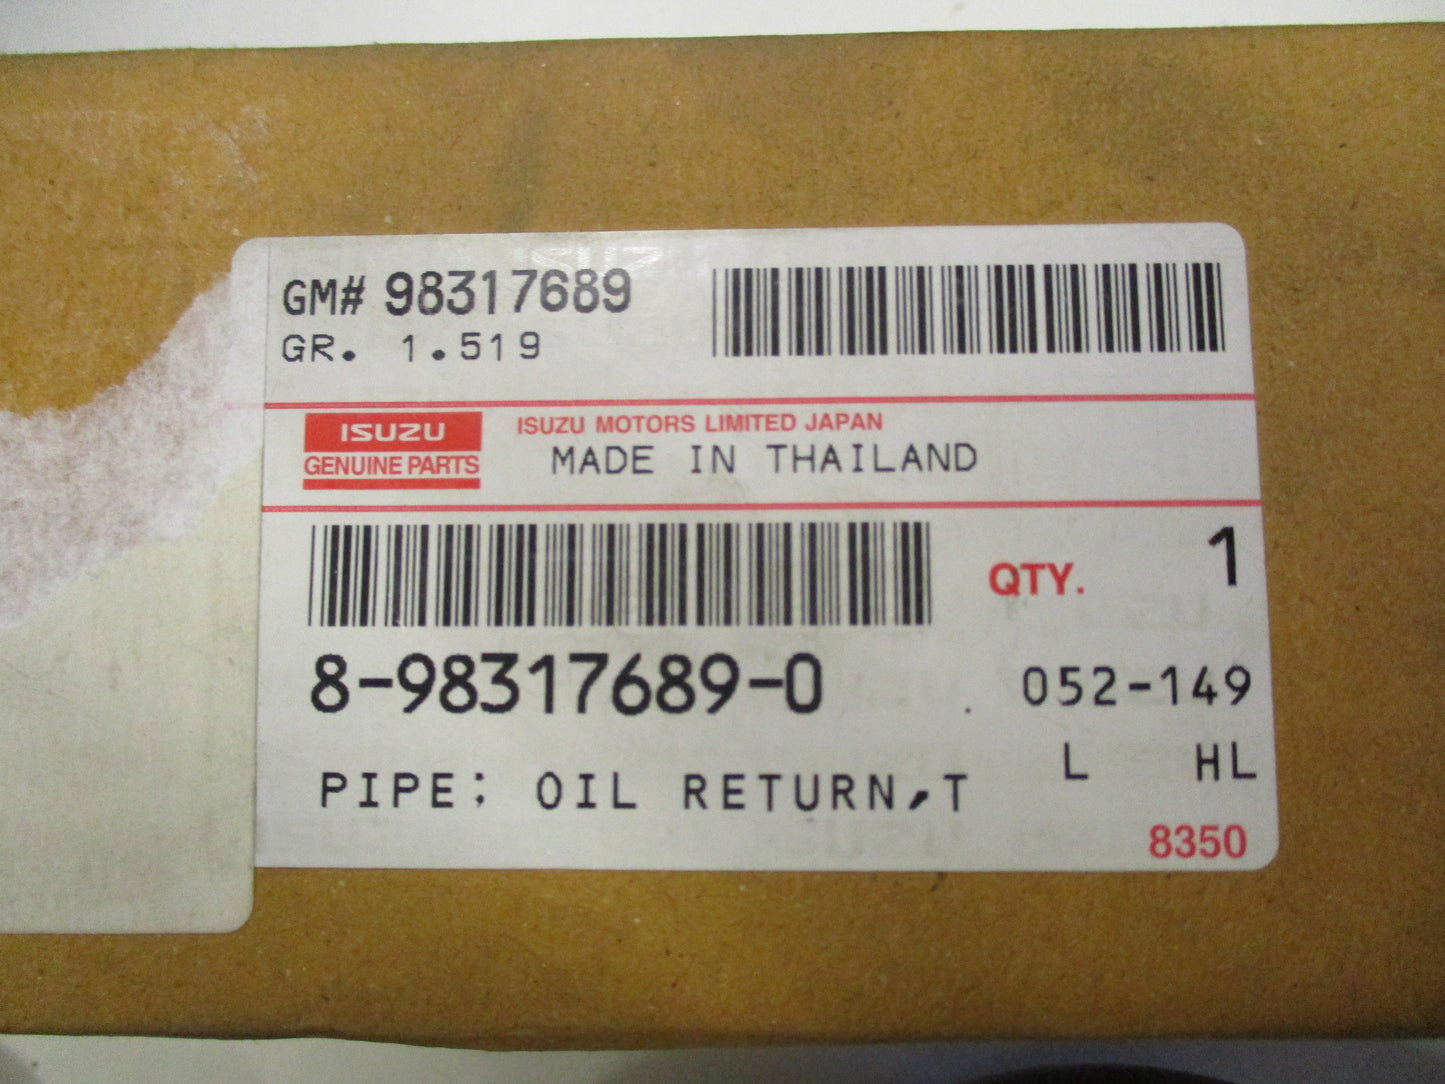 GM# 98317689
GR. 1.519
ISUZU
GENUINE PARTS
ISUZU MOTORS LIMITED JAPAN
MADE IN THAILAND
QTY. 1
8-98317689-0
052-149
L HL
PIPE; OIL RETURN,T
8350